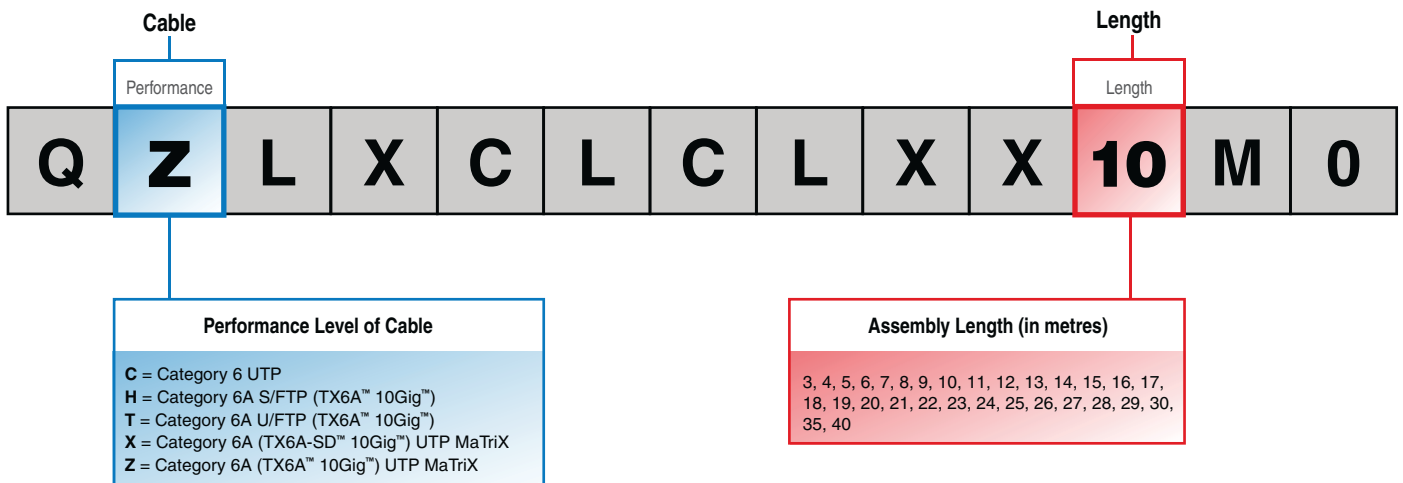 Cable
Length
Performance
Length
Q Z L X C L C L X X 10 M 0
Performance Level of Cable
C = Category 6 UTP
H = Category 6A S/FTP (TX6A™ 10Gig™)
T = Category 6A U/FTP (TX6A™ 10Gig™)
X = Category 6A (TX6A-SD™ 10Gig™) UTP MaTriX
Z = Category 6A (TX6A™ 10Gig™) UTP MaTriX
Assembly Length (in metres)
3, 4, 5, 6, 7, 8, 9, 10, 11, 12, 13, 14, 15, 16, 17,
18, 19, 20, 21, 22, 23, 24, 25, 26, 27, 28, 29, 30,
35, 40